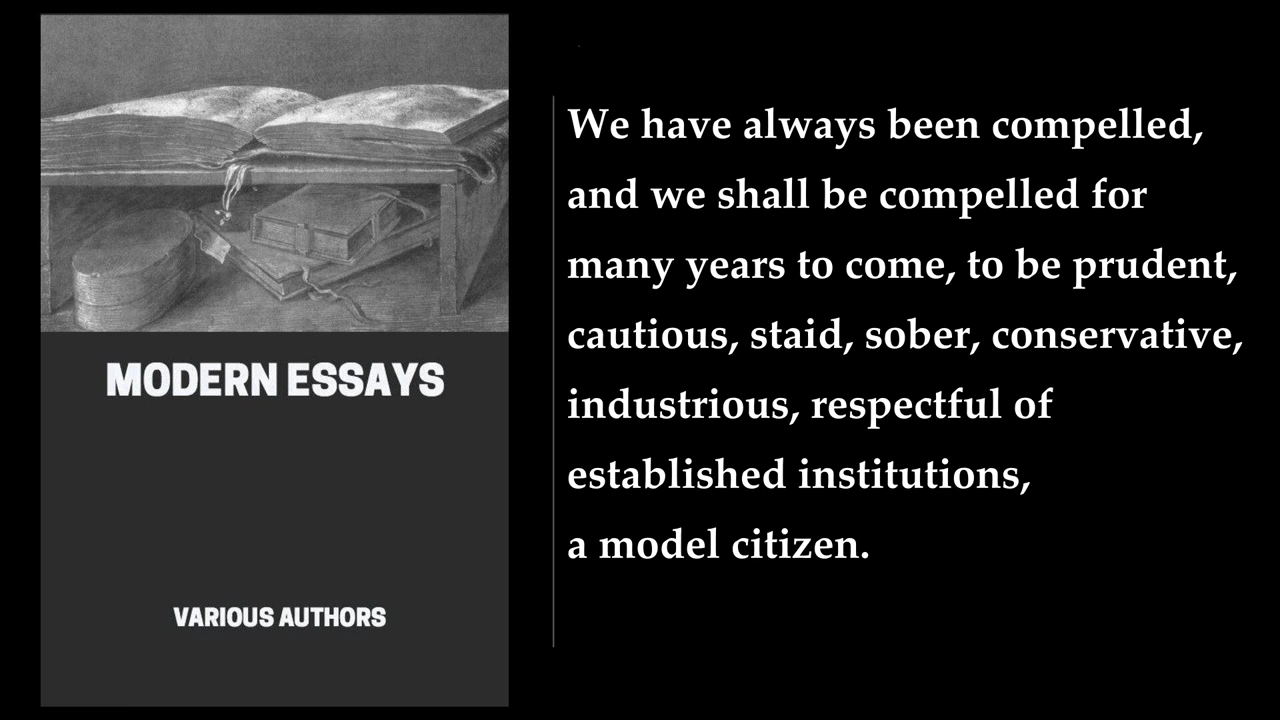 MODERN ESSAYS
VARIOUS AUTHORS
We have always been compelled,
and we shall be compelled for
many years to come, to be prudent,
cautious, staid, sober, conservative,
industrious, respectful of
established institutions,
a model citizen.